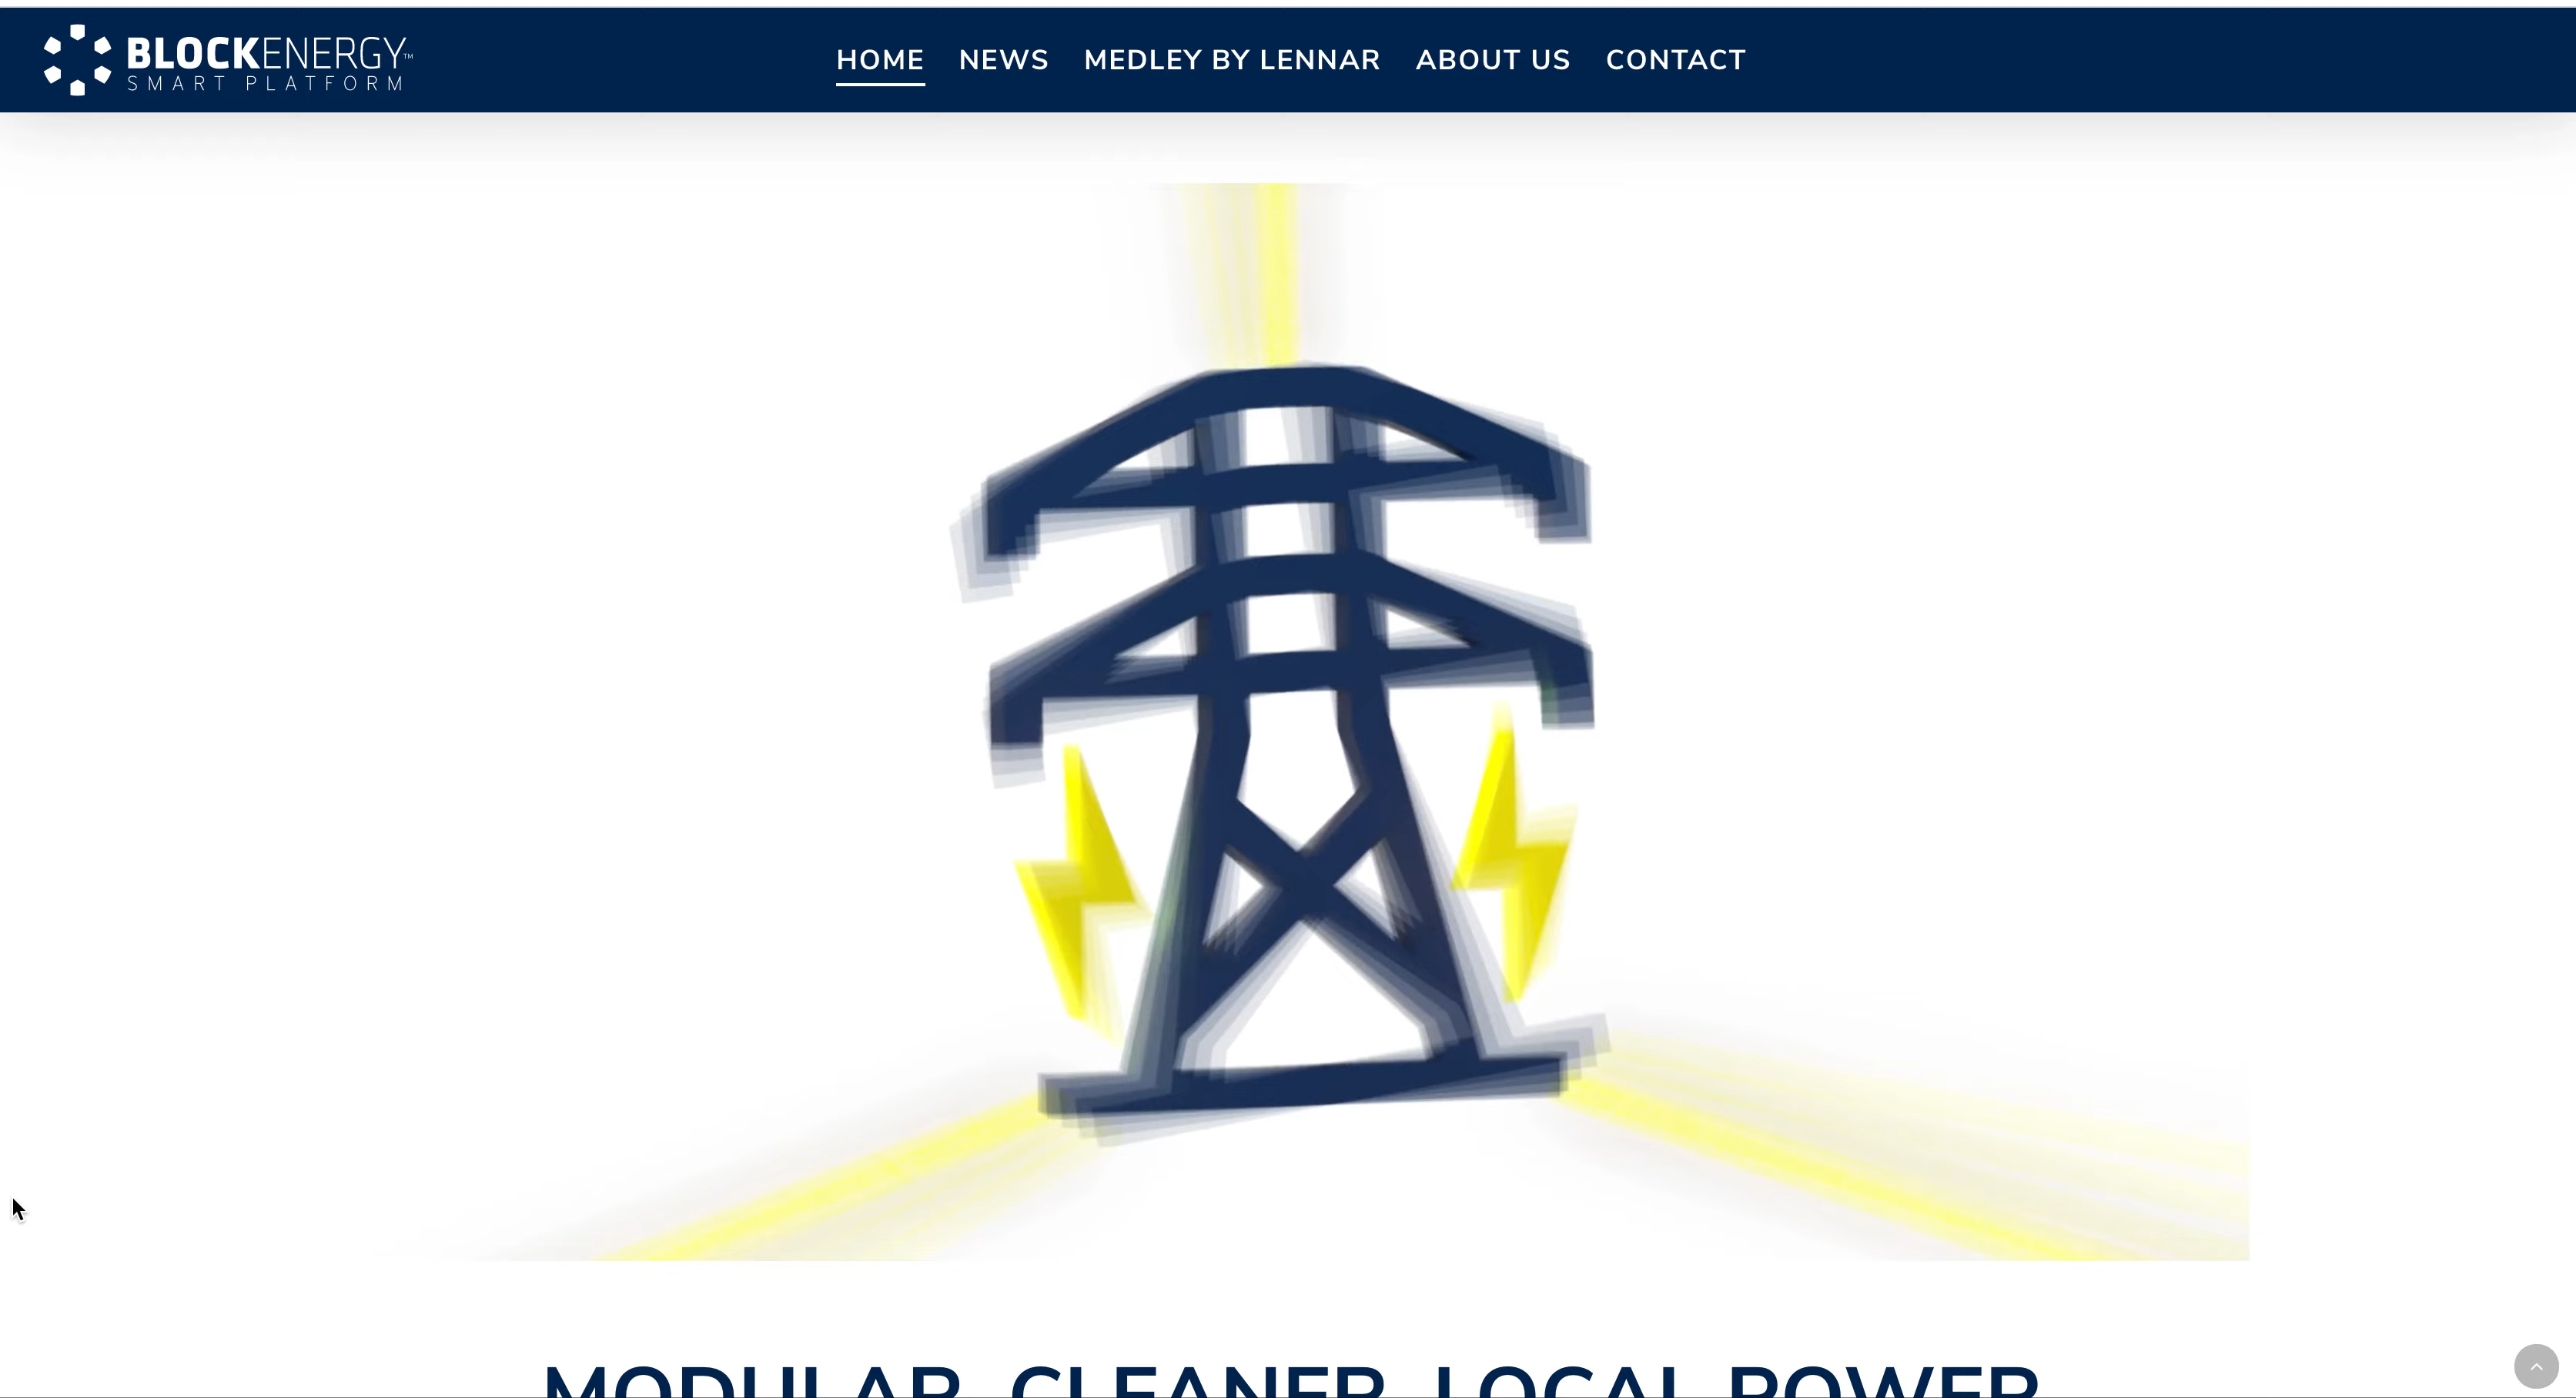 BLOCKENERGY™
SMART PLATFORM
HOME NEWS MEDLEY BY LENNAR ABOUT US CONTACT
MODULAR. CLEANER. LOCAL POWER